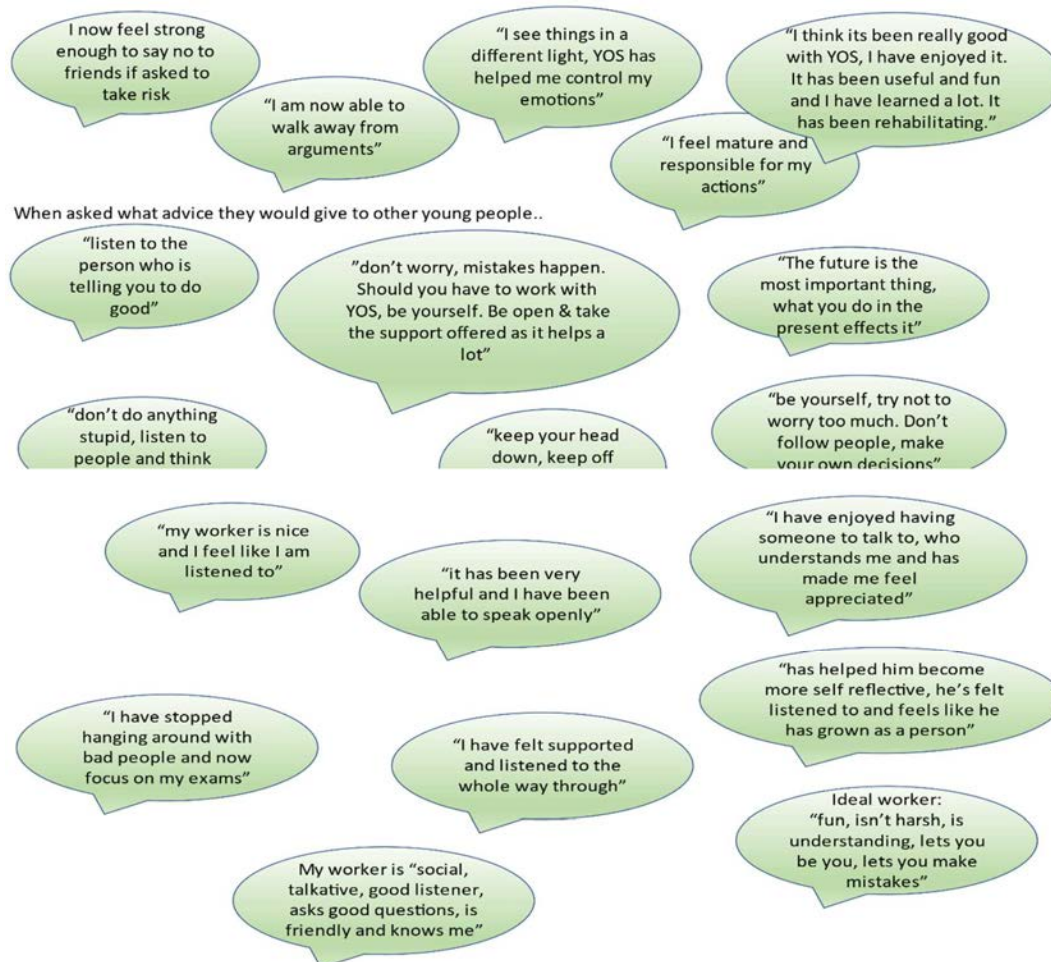 I now feel strong
enough to say no to
friends if asked to
take risk
“I am now able to
walk away from
arguments”
“I see things in a
different light, YOS has
helped me control my
emotions”
“I think its been really good
with YOS, I have enjoyed it.
It has been useful and fun
and I have learned a lot. It
has been rehabilitating.”
“I feel mature and
responsible for my
actions”
When asked what advice they would give to other young people..
“listen to the
person who is
telling you to do
good”
”don’t worry, mistakes happen.
Should you have to work with
YOS, be yourself. Be open & take
the support offered as it helps a
lot”
“The future is the
most important thing,
what you do in the
present effects it”
“don’t do anything
stupid, listen to
people and think
“keep your head
down, keep off
“be yourself, try not to
worry too much. Don’t
follow people, make
your own decisions”
“my worker is nice
and I feel like I am
listened to”
“it has been very
helpful and I have been
able to speak openly”
“I have enjoyed having
someone to talk to, who
understands me and has
made me feel
appreciated”
“has helped him become
more self reflective, he’s felt
listened to and feels like he
has grown as a person”
“I have stopped
hanging around with
bad people and now
focus on my exams”
“I have felt supported
and listened to the
whole way through”
Ideal worker:
“fun, isn’t harsh, is
understanding, lets you
be you, lets you make
mistakes”
My worker is “social,
talkative, good listener,
asks good questions, is
friendly and knows me”